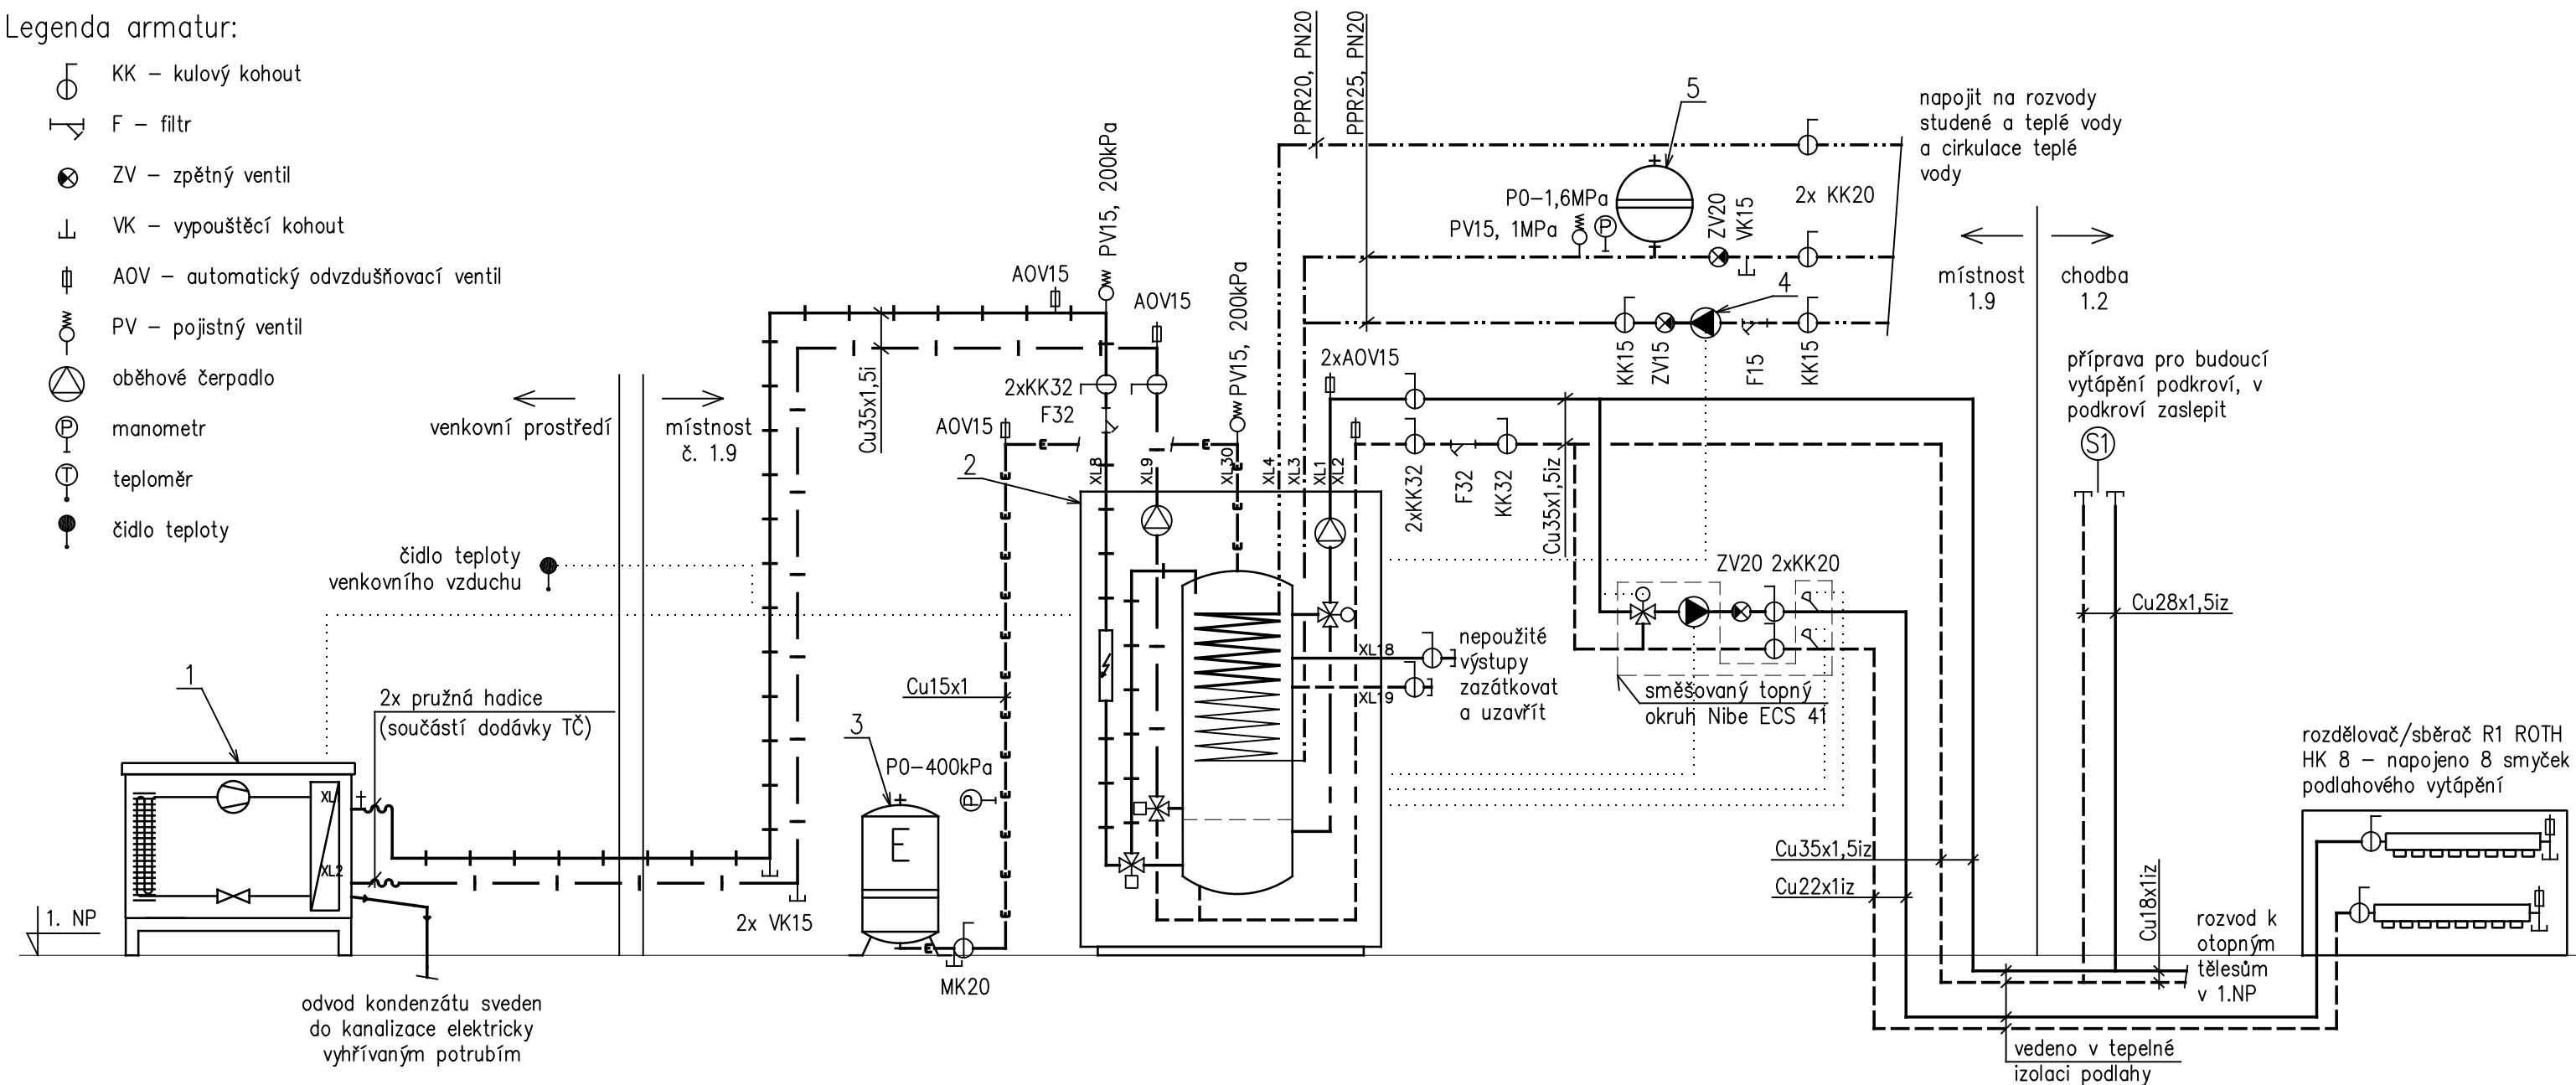 Legenda armatur:
KK – kulový kohout
F – filtr
ZV – zpětný ventil
VK – vypouštěcí kohout
AOV – automatický odvzdušňovací ventil
PV – pojistný ventil
oběhové čerpadlo
P manometr
T teploměr
čidlo teploty
čidlo teploty
venkovního vzduchu
venkovní prostředí
místnost
č. 1.9
1
2x pružná hadice
(součástí dodávky TČ)
XL1
XL2
1. NP
odvod kondenzátu sveden
do kanalizace elektricky
vyhřívaným potrubím
Cu35x1,5i
2x VK15
AOV15
PV15, 200kPa
AOV15
2xKK32
F32
AOV15
PV15, 200kPa
2
XL8
XL9
XL30
XL4
XL3
XL1
XL2
Cu15x1
3
P0–400kPa
P
E
MK20
PPR20, PN20
PPR25, PN20
5
P0–1,6MPa
PV15, 1MPa
P
ZV20
VK15
2x KK20
napojit na rozvody
studené a teplé vody
a cirkulace teplé
vody
4
KK15
ZV15
F15
KK15
2xAOV15
2xKK32
F32
KK32
Cu35x1,5iz
XL18
XL19
nepoužité
výstupy
zazátkovat
a uzavřít
ZV20 2xKK20
směšovaný topný
okruh Nibe ECS 41
místnost
1.9
chodba
1.2
příprava pro budoucí
vytápění podkroví, v
podkroví zaslepit
S1
Cu28x1,5iz
Cu35x1,5iz
Cu22x1iz
Cu18x1iz
rozvod k
otopným
tělesům
v 1.NP
rozdělovač/sběrač R1 ROTH
HK 8 – napojeno 8 smyček
podlahového vytápění
vedeno v tepelné
izolaci podlahy